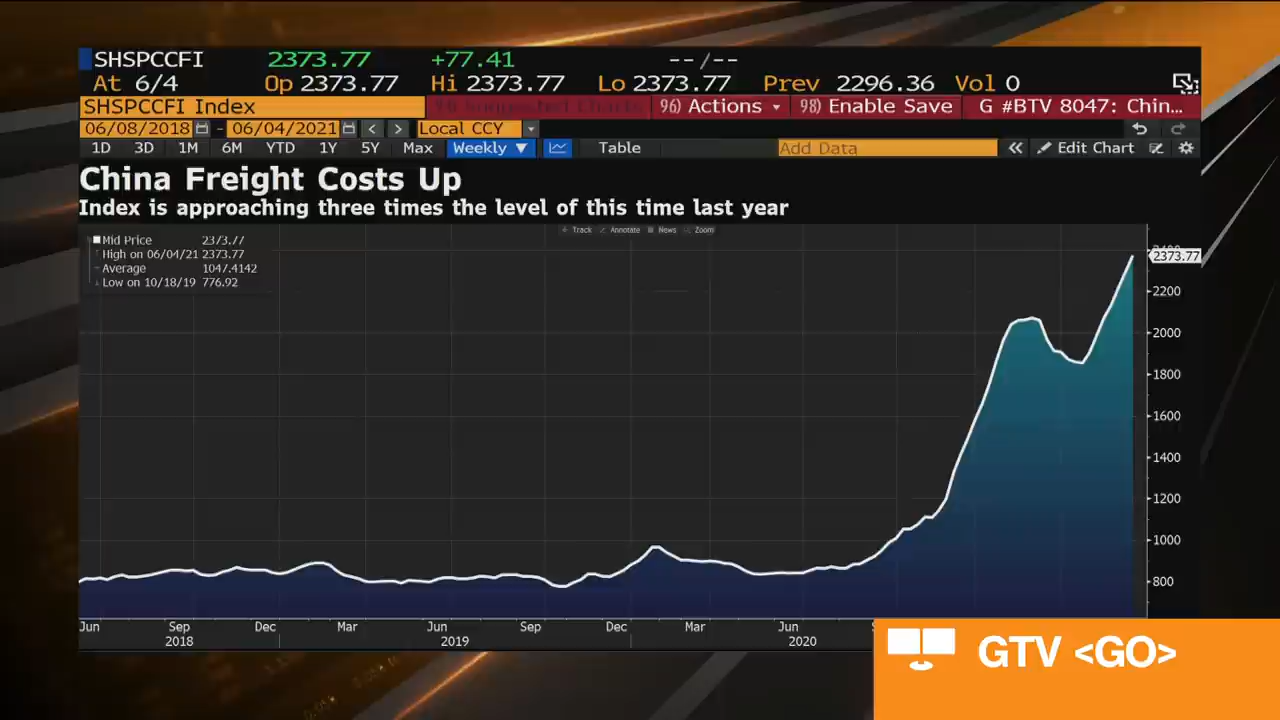 SHSPCCFI 2373.77 +77.41 --/--
At 6/4 Op 2373.77 Hi 2373.77 Lo 2373.77 Prev 2296.36 Vol 0
SHSPCCFI Index 96) Actions 98) Enable Save G #BTV 8047: Chin...
06/08/2018 - 06/04/2021 Local CCY
1D 3D 1M 6M YTD 1Y 5Y Max Weekly ▼ Table Add Data « Edit Chart
China Freight Costs Up
Index is approaching three times the level of this time last year
Track Annotate News Zoom
Mid Price 2373.77
High on 06/04/21 2373.77
Average 1047.4142
Low on 10/18/19 776.92
2373.77
2200
2000
1800
1600
1400
1200
1000
800
Jun Sep Dec Mar Jun Sep Dec Mar Jun
2018 2019 2020
GTV <GO>